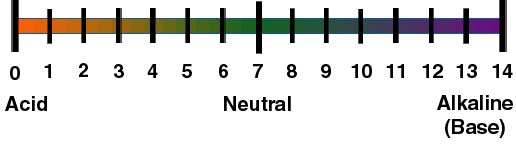 0 1 2 3 4 5 6 7 8 9 10 11 12 13 14
Acid Neutral Alkaline
(Base)